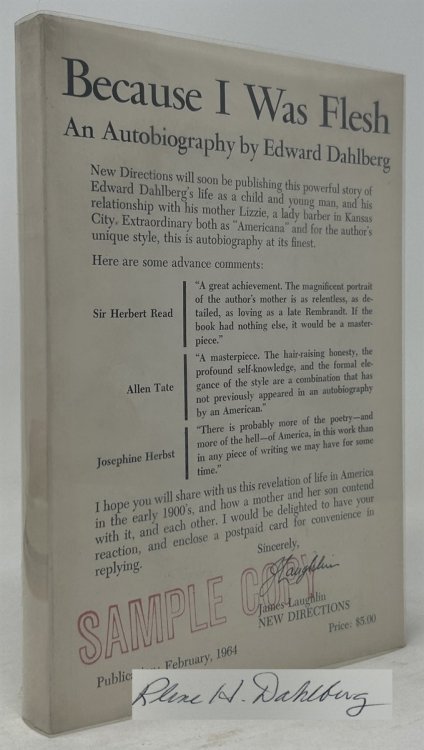 Because I Was Flesh
An Autobiography by Edward Dahlberg
New Directions will soon be publishing this powerful story of
Edward Dahlberg's life as a child and young man, and his
relationship with his mother Lizzie, a lady barber in Kansas
City. Extraordinary both as "Americana" and for the author's
unique style, this is autobiography at its finest.
Here are some advance comments:
Sir Herbert Read
"A great achievement. The magnificent portrait
of the author's mother is as relentless, as de-
tailed, as loving as a late Rembrandt. If the
book had nothing else, it would be a master-
piece."
Allen Tate
"A masterpiece. The hair-raising honesty, the
profound self-knowledge, and the formal ele-
gance of the style are a combination that has
not previously appeared in an autobiography
by an American."
Josephine Herbst
"There is probably more of the poetry—and
more of the hell—of America, in this work than
in any piece of writing we may have for some
time."
I hope you will share with us this revelation of life in America
in the early 1900's, and how a mother and her son contend
with it, and each other. I would be delighted to have your
reaction, and enclose a postpaid card for convenience in
replying.
Sincerely,
J Laughlin
James Laughlin
NEW DIRECTIONS
SAMPLE COPY
Price: $5.00
February, 1964
H. Dahlberg